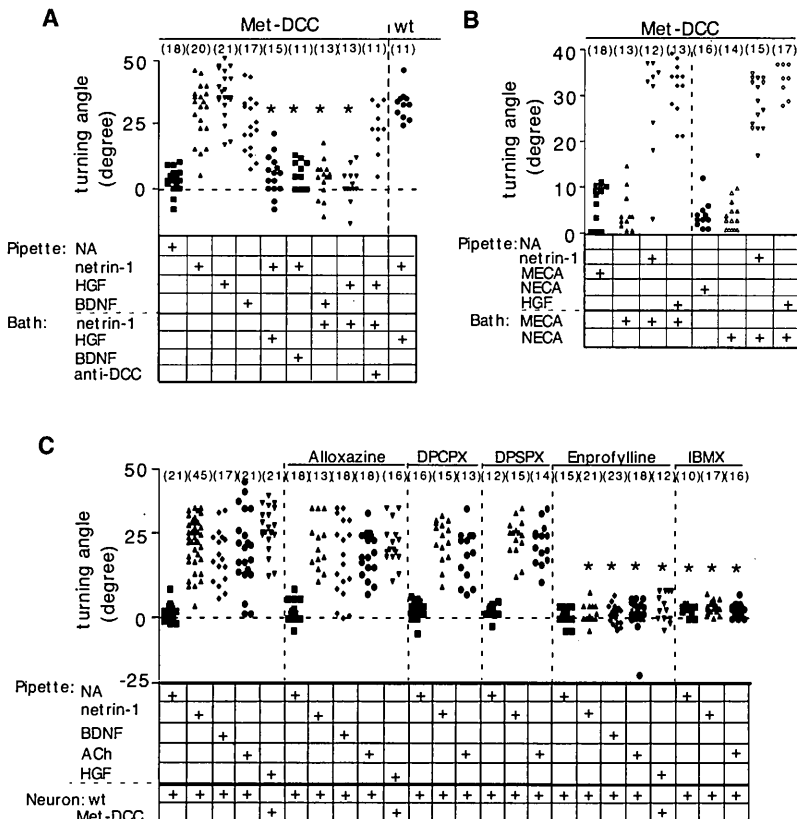 A
Met-DCC wt
(18)(20)(21)(17)(15)(11)(13)(13)(11) (11)
turning angle
(degree)
50
25
0
* * * *
Pipette: NA +
netrin-1 + + + +
HGF + + +
BDNF + +
Bath: netrin-1 + + +
HGF + +
BDNF +
anti-DCC +
B
Met-DCC
(18)(13)(12)(13)(16)(14)(15)(17)
turning angle
(degree)
40
30
20
10
0
Pipette: NA
netrin-1 + +
MECA +
NECA +
HGF + +
Bath: MECA + + +
NECA + + +
C
Alloxazine DPCPX DPSPX Enprofylline IBMX
(21)(45)(17)(21)(21)(18)(13)(18)(18)(16)(16)(15)(13)(12)(15)(14)(15)(21)(23)(18)(12)(10)(17)(16)
turning angle
(degree)
50
25
0
-25
* * * * * * *
Pipette: NA + + + + + +
netrin-1 + + + + + +
BDNF + + +
ACh + + + + + +
HGF + + +
Neuron: wt + + + + + + + + + + + + + + + + + + + + + + + +
Met-DCC + + +